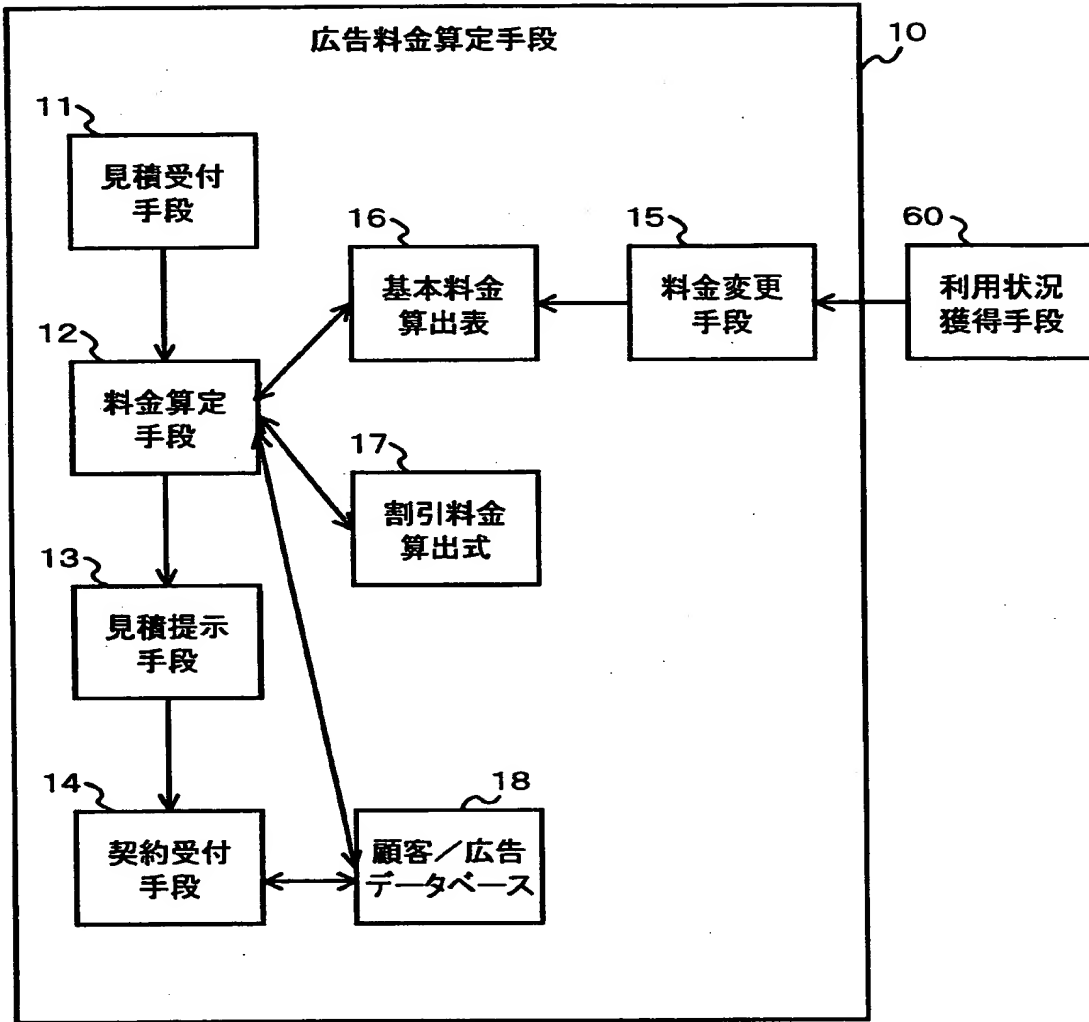 広告料金算定手段
10
11
見積受付
手段
16
基本料金
算出表
15
料金変更
手段
60
利用状況
獲得手段
12
料金算定
手段
17
割引料金
算出式
13
見積提示
手段
14
契約受付
手段
18
顧客／広告
データベース